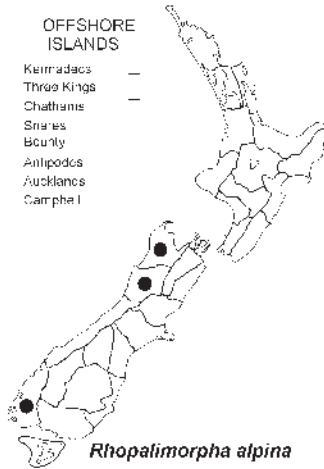 OFFSHORE
ISLANDS
Kermadecs
Three Kings
Chathams
Snares
Bounty
Antipodes
Aucklands
Campbell
Rhopalimorpha alpina